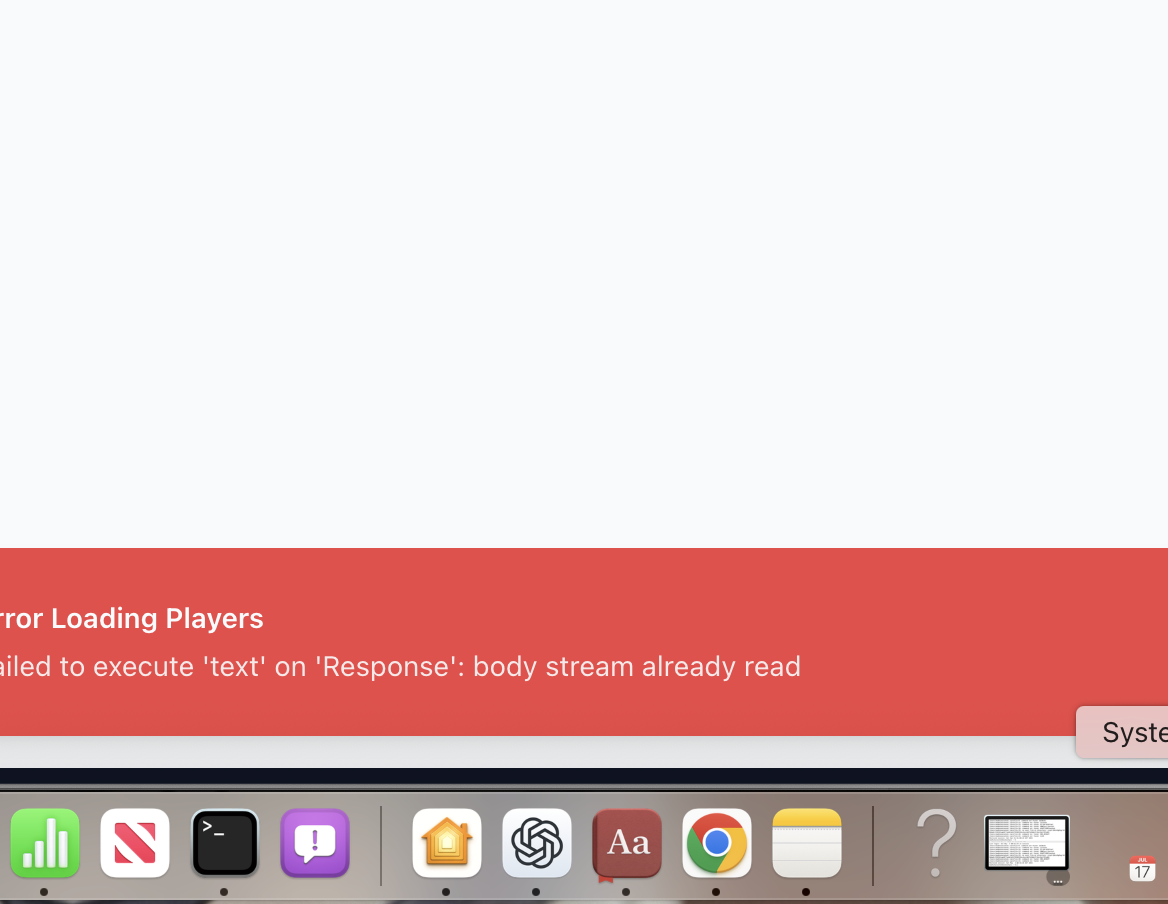 rror Loading Players
ailed to execute 'text' on 'Response': body stream already read
Syste
>_
!
Aa
?
...
JUL
17